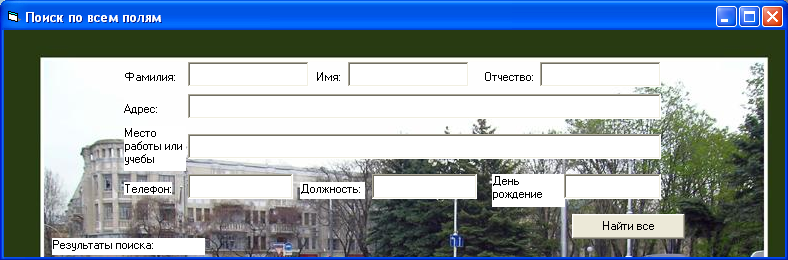 Поиск по всем полям
Фамилия: Имя: Отчество:
Адрес:
Место
работы или
учебы
Телефон: Должность: День
рождение
Найти все
Результаты поиска: